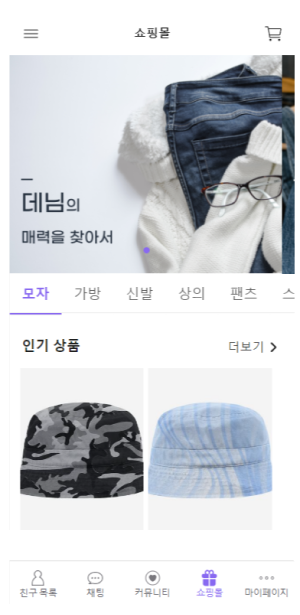 쇼핑몰
데님의
매력을 찾아서
모자 가방 신발 상의 팬츠 스
인기 상품 더보기
친구 목록 채팅 커뮤니티 쇼핑몰 마이페이지